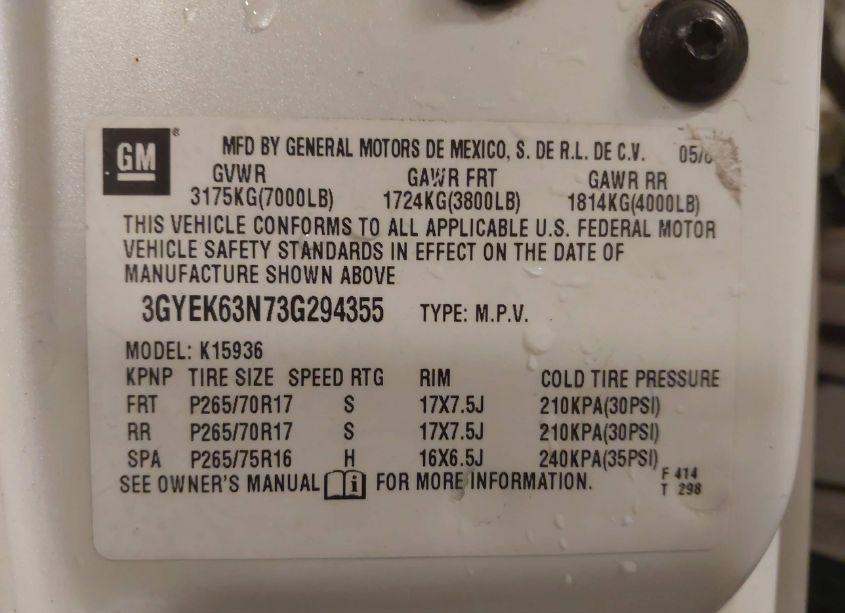 GM
MFD BY GENERAL MOTORS DE MEXICO, S. DE R.L. DE C.V.
GVWR GAWR FRT GAWR RR
3175KG(7000LB) 1724KG(3800LB) 1814KG(4000LB)
THIS VEHICLE CONFORMS TO ALL APPLICABLE U.S. FEDERAL MOTOR
VEHICLE SAFETY STANDARDS IN EFFECT ON THE DATE OF
MANUFACTURE SHOWN ABOVE
3GYEK63N73G294355 TYPE: M.P.V.
MODEL: K15936
KPNP TIRE SIZE SPEED RTG RIM COLD TIRE PRESSURE
FRT P265/70R17 S 17X7.5J 210KPA(30PSI)
RR P265/70R17 S 17X7.5J 210KPA(30PSI)
SPA P265/75R16 H 16X6.5J 240KPA(35PSI)
SEE OWNER'S MANUAL i FOR MORE INFORMATION.
F 414
T 298